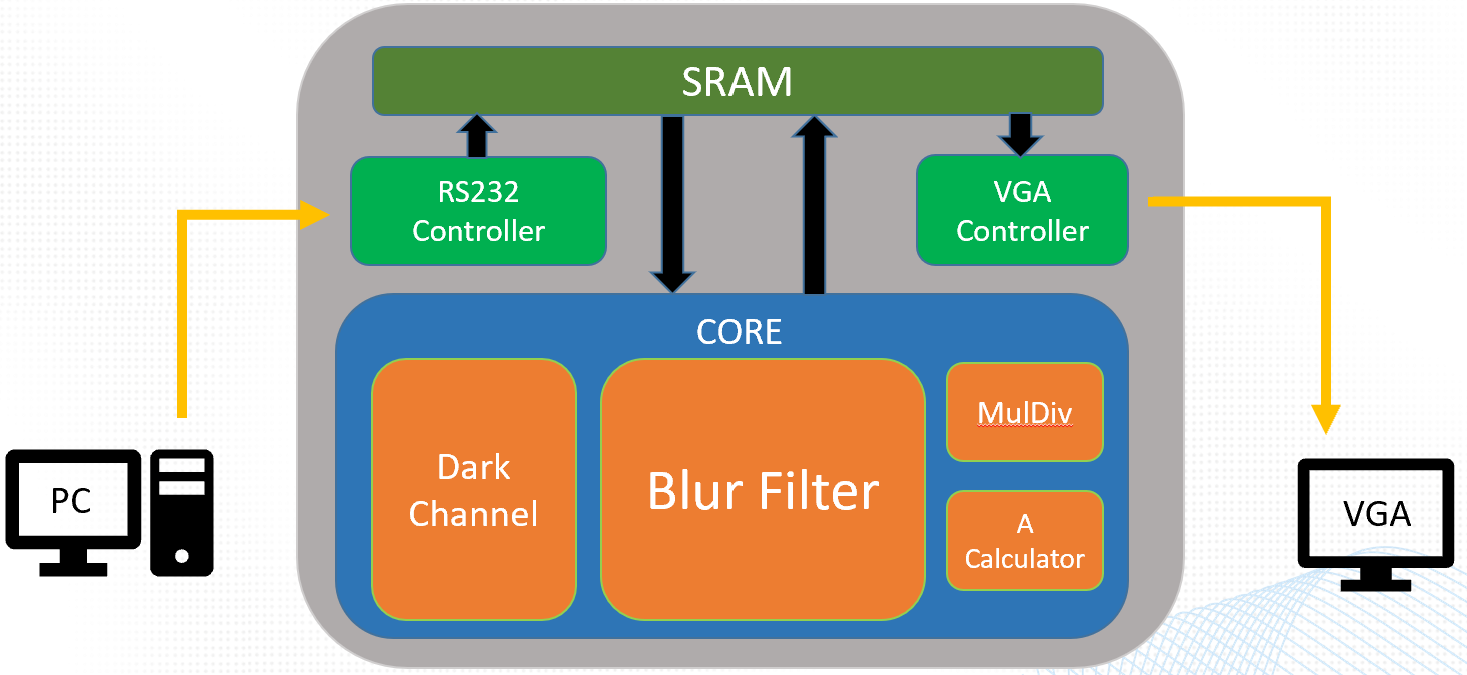 SRAM
RS232
Controller
VGA
Controller
CORE
Dark
Channel
Blur Filter
MulDiv
A
Calculator
PC
VGA